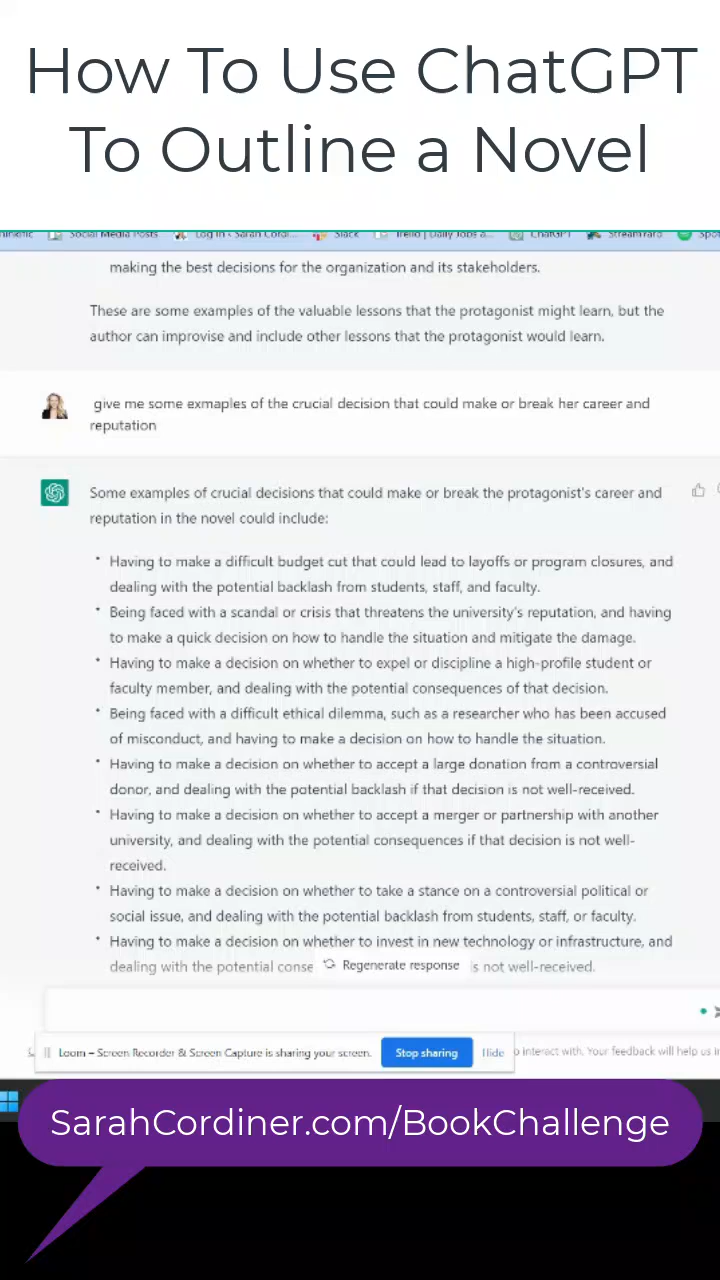 How To Use ChatGPT
To Outline a Novel
Social Media Posts
Log In ‹ Sarah Cordi...
Slack
Trello | Daily Jobs a...
ChatGPT
Streamyard
making the best decisions for the organization and its stakeholders.
These are some examples of the valuable lessons that the protagonist might learn, but the
author can improvise and include other lessons that the protagonist would learn.
give me some exmaples of the crucial decision that could make or break her career and
reputation
Some examples of crucial decisions that could make or break the protagonist's career and
reputation in the novel could include:
• Having to make a difficult budget cut that could lead to layoffs or program closures, and
dealing with the potential backlash from students, staff, and faculty.
• Being faced with a scandal or crisis that threatens the university's reputation, and having
to make a quick decision on how to handle the situation and mitigate the damage.
• Having to make a decision on whether to expel or discipline a high-profile student or
faculty member, and dealing with the potential consequences of that decision.
• Being faced with a difficult ethical dilemma, such as a researcher who has been accused
of misconduct, and having to make a decision on how to handle the situation.
• Having to make a decision on whether to accept a large donation from a controversial
donor, and dealing with the potential backlash if that decision is not well-received.
• Having to make a decision on whether to accept a merger or partnership with another
university, and dealing with the potential consequences if that decision is not well-
received.
• Having to make a decision on whether to take a stance on a controversial political or
social issue, and dealing with the potential backlash from students, staff, or faculty.
• Having to make a decision on whether to invest in new technology or infrastructure, and
dealing with the potential conse
Regenerate response
is not well-received.
Loom – Screen Recorder & Screen Capture is sharing your screen.
Stop sharing
Hide
o interact with. Your feedback will help us i
SarahCordiner.com/BookChallenge